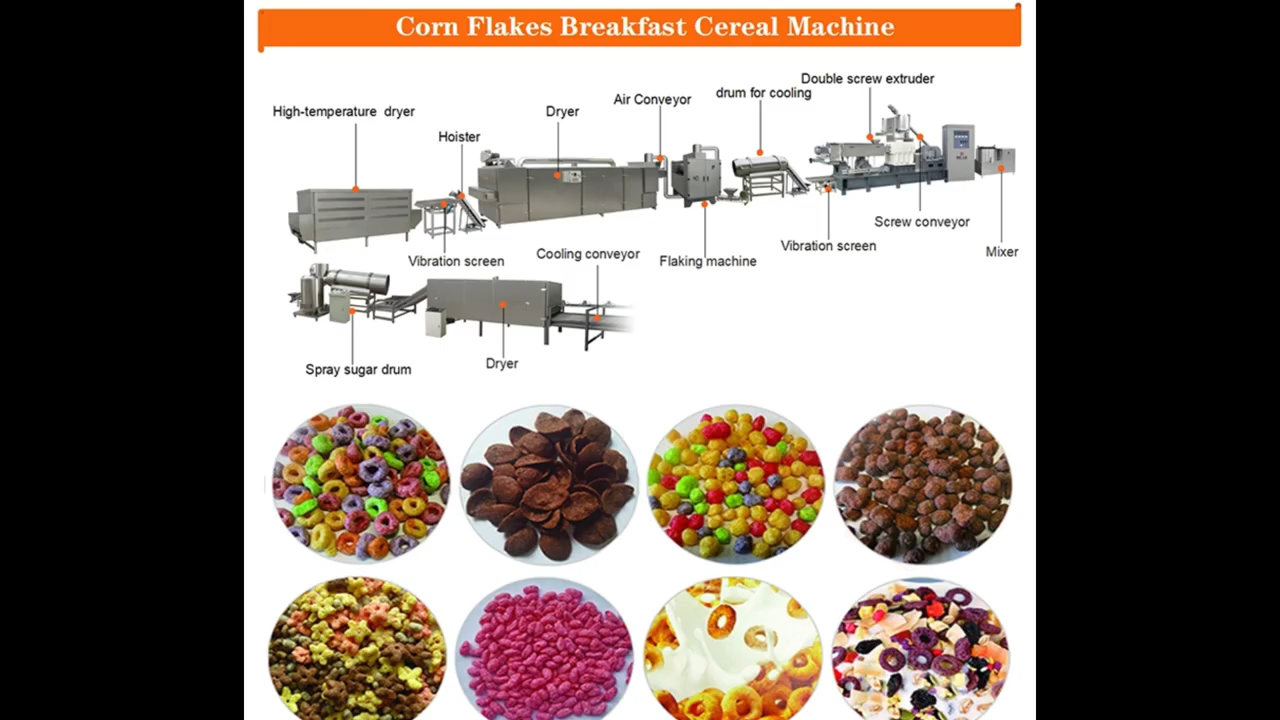 Corn Flakes Breakfast Cereal Machine
Double screw extruder
drum for cooling
Air Conveyor
Dryer
High-temperature dryer
Hoister
Screw conveyor
Vibration screen
Mixer
Cooling conveyor
Flaking machine
Vibration screen
Dryer
Spray sugar drum